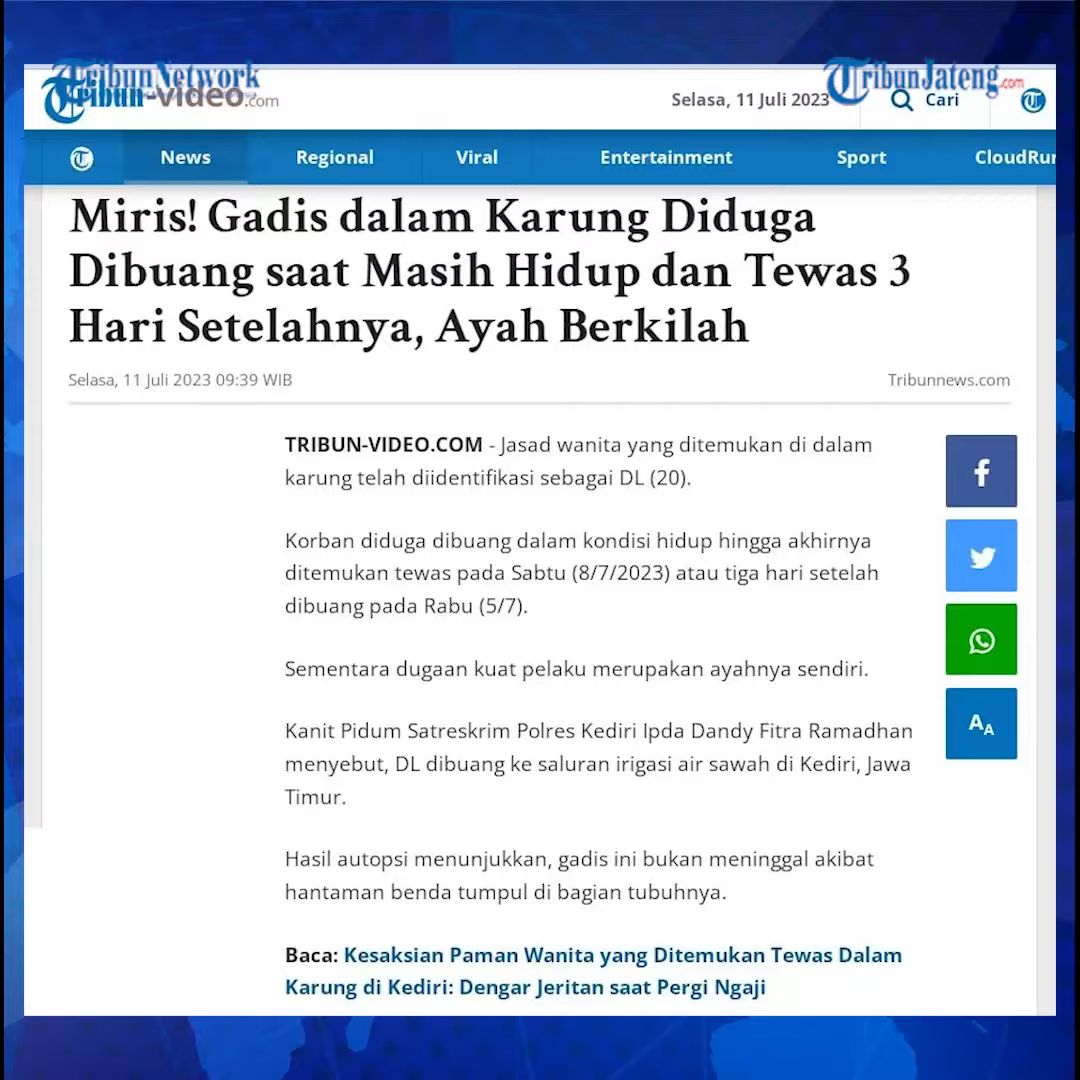 TribunNetwork
Tribun-video.com
Selasa, 11 Juli 2023
TribunJateng.com
Cari
News Regional Viral Entertainment Sport CloudRun
Miris! Gadis dalam Karung Diduga
Dibuang saat Masih Hidup dan Tewas 3
Hari Setelahnya, Ayah Berkilah
Selasa, 11 Juli 2023 09:39 WIB
Tribunnews.com
TRIBUN-VIDEO.COM - Jasad wanita yang ditemukan di dalam
karung telah diidentifikasi sebagai DL (20).
Korban diduga dibuang dalam kondisi hidup hingga akhirnya
ditemukan tewas pada Sabtu (8/7/2023) atau tiga hari setelah
dibuang pada Rabu (5/7).
Sementara dugaan kuat pelaku merupakan ayahnya sendiri.
Kanit Pidum Satreskrim Polres Kediri Ipda Dandy Fitra Ramadhan
menyebut, DL dibuang ke saluran irigasi air sawah di Kediri, Jawa
Timur.
Hasil autopsi menunjukkan, gadis ini bukan meninggal akibat
hantaman benda tumpul di bagian tubuhnya.
Baca: Kesaksian Paman Wanita yang Ditemukan Tewas Dalam
Karung di Kediri: Dengar Jeritan saat Pergi Ngaji